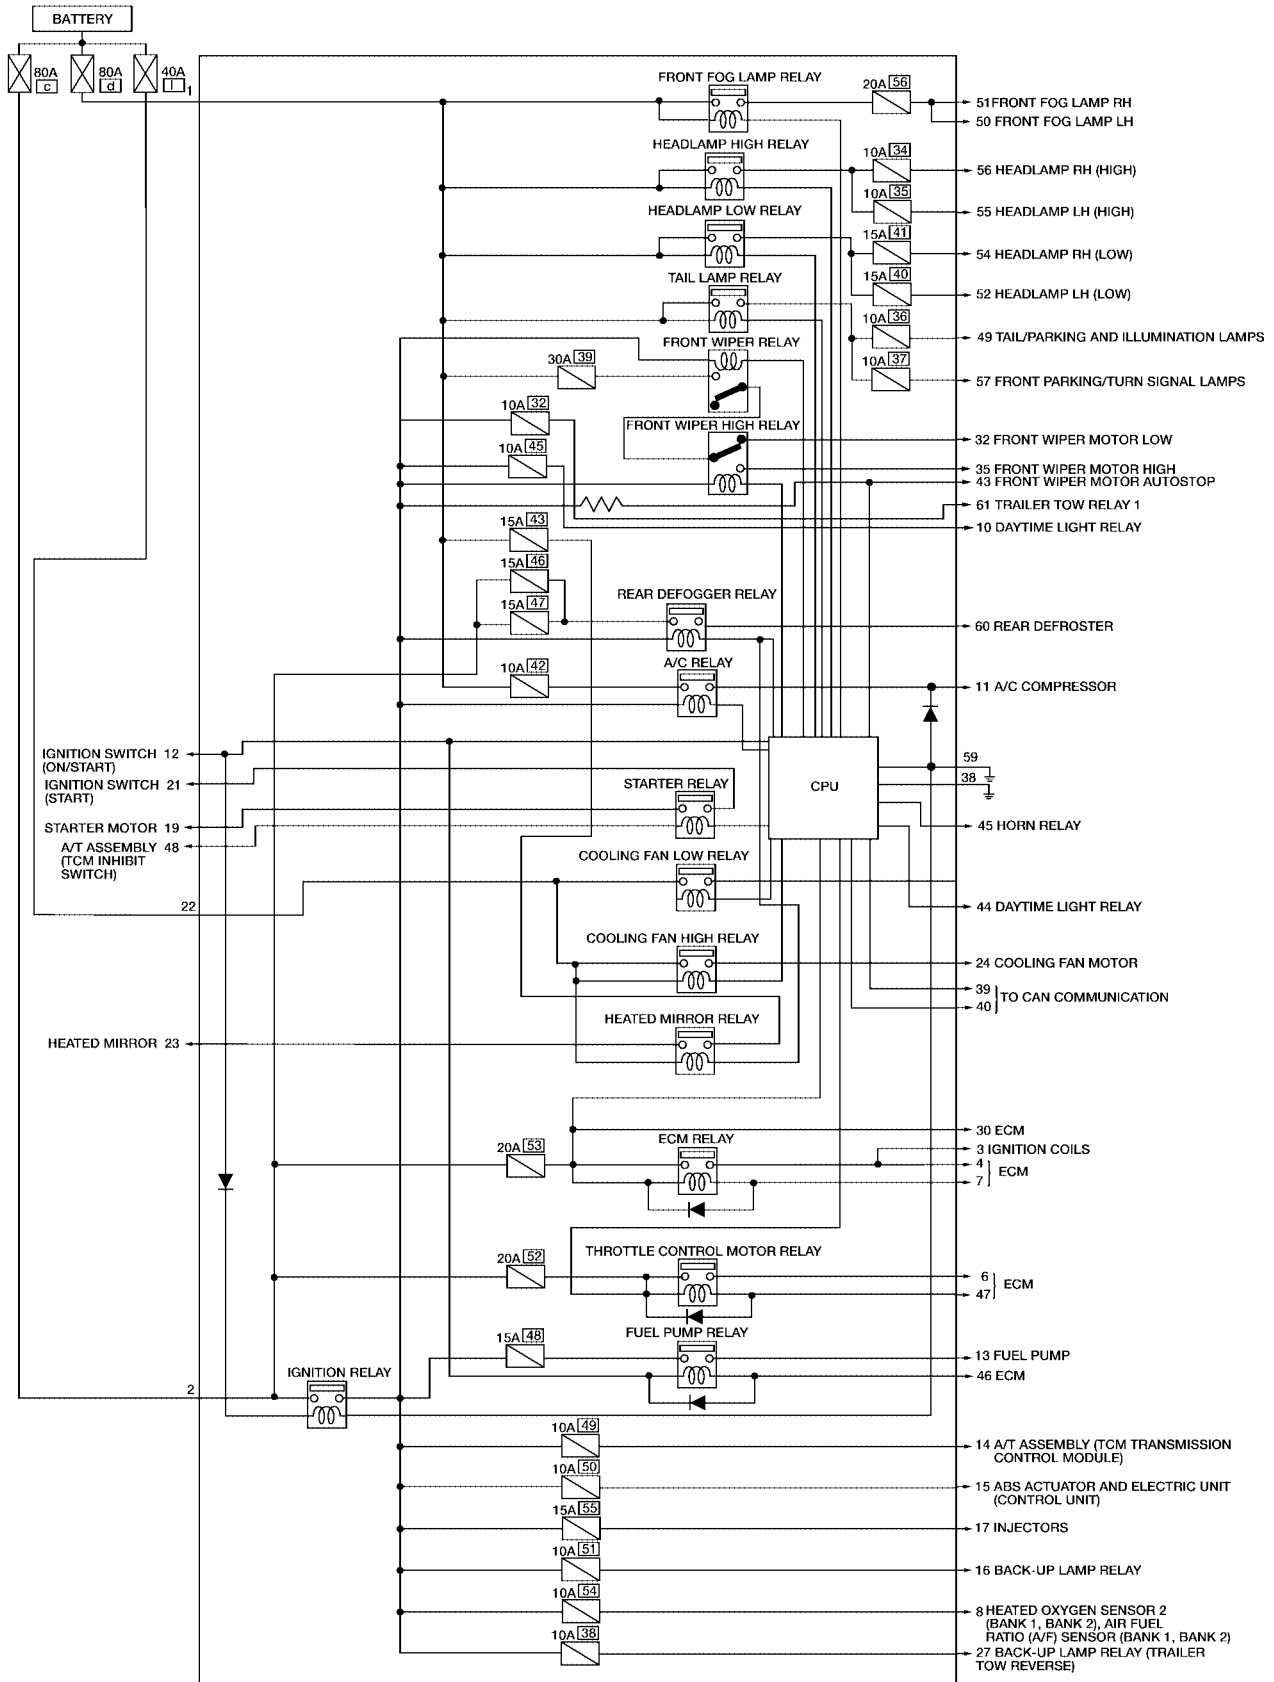 BATTERY
80A c
80A d
40A l
1
FRONT FOG LAMP RELAY
20A 56
51 FRONT FOG LAMP RH
50 FRONT FOG LAMP LH
HEADLAMP HIGH RELAY
10A 34
56 HEADLAMP RH (HIGH)
10A 35
55 HEADLAMP LH (HIGH)
HEADLAMP LOW RELAY
15A 41
54 HEADLAMP RH (LOW)
15A 40
52 HEADLAMP LH (LOW)
TAIL LAMP RELAY
10A 36
49 TAIL/PARKING AND ILLUMINATION LAMPS
FRONT WIPER RELAY
30A 39
10A 37
57 FRONT PARKING/TURN SIGNAL LAMPS
10A 32
FRONT WIPER HIGH RELAY
32 FRONT WIPER MOTOR LOW
10A 45
35 FRONT WIPER MOTOR HIGH
43 FRONT WIPER MOTOR AUTOSTOP
61 TRAILER TOW RELAY 1
15A 43
10 DAYTIME LIGHT RELAY
15A 46
15A 47
REAR DEFOGGER RELAY
60 REAR DEFROSTER
10A 42
A/C RELAY
11 A/C COMPRESSOR
IGNITION SWITCH 12
(ON/START)
59
IGNITION SWITCH 21
(START)
STARTER RELAY
CPU
38
STARTER MOTOR 19
45 HORN RELAY
A/T ASSEMBLY 48
(TCM INHIBIT
SWITCH)
COOLING FAN LOW RELAY
22
44 DAYTIME LIGHT RELAY
COOLING FAN HIGH RELAY
24 COOLING FAN MOTOR
39
TO CAN COMMUNICATION
40
HEATED MIRROR RELAY
HEATED MIRROR 23
30 ECM
ECM RELAY
20A 53
3 IGNITION COILS
4
ECM
7
THROTTLE CONTROL MOTOR RELAY
20A 52
6
ECM
47
FUEL PUMP RELAY
15A 48
13 FUEL PUMP
IGNITION RELAY
46 ECM
2
10A 49
14 A/T ASSEMBLY (TCM TRANSMISSION
CONTROL MODULE)
10A 50
15 ABS ACTUATOR AND ELECTRIC UNIT
(CONTROL UNIT)
15A 55
17 INJECTORS
10A 51
16 BACK-UP LAMP RELAY
10A 54
8 HEATED OXYGEN SENSOR 2
(BANK 1, BANK 2), AIR FUEL
RATIO (A/F) SENSOR (BANK 1, BANK 2)
10A 38
27 BACK-UP LAMP RELAY (TRAILER
TOW REVERSE)